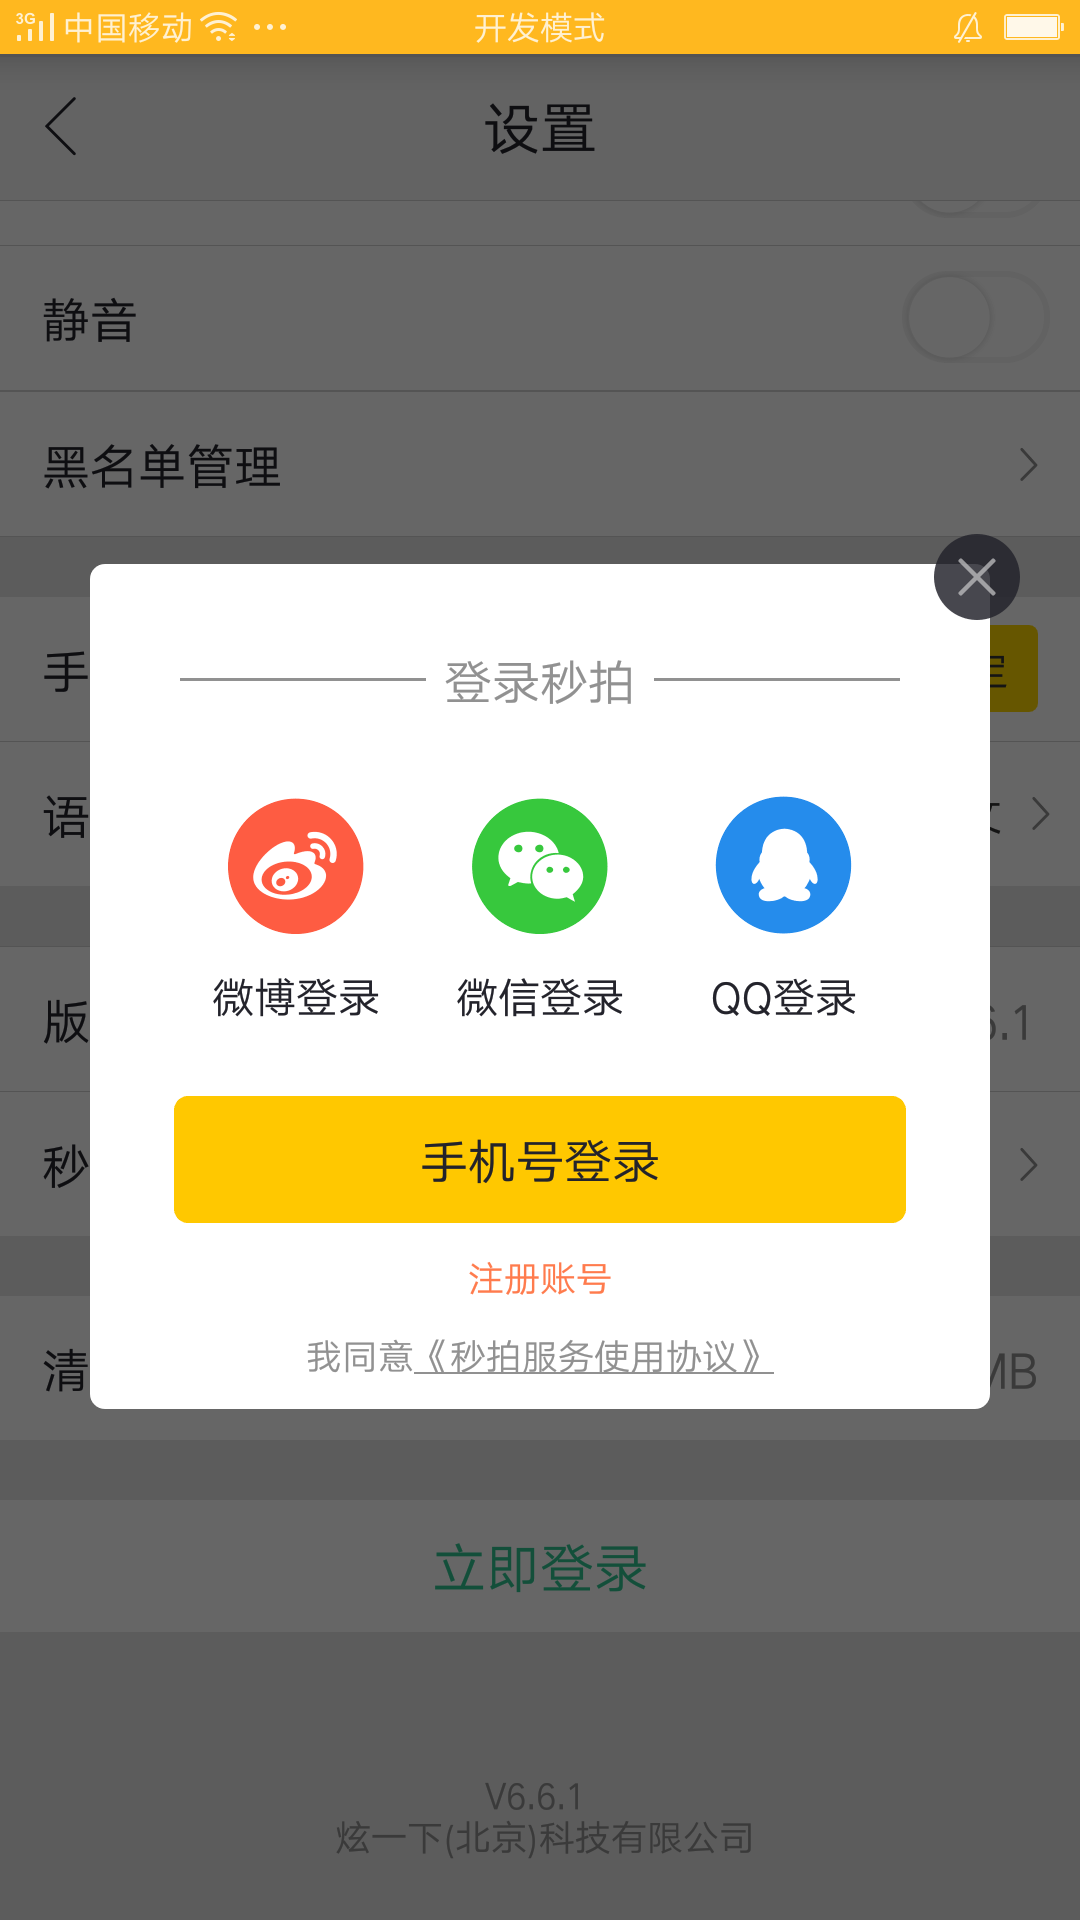 3G 中国移动 ··· 开发模式
设置
静音
黑名单管理
手
语
版 6.1
秒
清 MB
登录秒拍
微博登录 微信登录 QQ登录
手机号登录
注册账号
我同意《秒拍服务使用协议》
立即登录
V6.6.1
炫一下(北京)科技有限公司